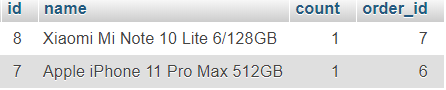 id name count order_id
8 Xiaomi Mi Note 10 Lite 6/128GB 1 7
7 Apple iPhone 11 Pro Max 512GB 1 6